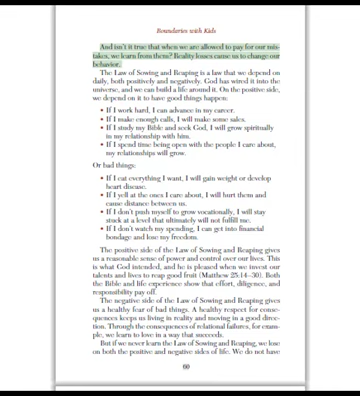 Boundaries with Kids
And isn't it true that when we are allowed to pay for our mis-
takes, we learn from them? Reality losses cause us to change our
behavior.
The Law of Sowing and Reaping is a law that we depend on
daily, both positively and negatively. God has wired it into the
universe, and we can build a life around it. On the positive side,
we depend on it to have good things happen:
• If I work hard, I can advance in my career.
• If I make enough calls, I will make some sales.
• If I study my Bible and seek God, I will grow spiritually
in my relationship with him.
• If I spend time being open with the people I care about,
my relationships will grow.
Or bad things:
• If I eat everything I want, I will gain weight or develop
heart disease.
• If I yell at the ones I care about, I will hurt them and
cause distance between us.
• If I don't push myself to grow vocationally, I will stay
stuck at a level that ultimately will not fulfill me.
• If I don't watch my spending, I can get into financial
bondage and lose my freedom.
The positive side of the Law of Sowing and Reaping gives
us a reasonable sense of power and control over our lives. This
is what God intended, and he is pleased when we invest our
talents and lives to reap good fruit (Matthew 25:14–30). Both
the Bible and life experience show that effort, diligence, and
responsibility pay off.
The negative side of the Law of Sowing and Reaping gives
us a healthy fear of bad things. A healthy respect for conse-
quences keeps us living in reality and moving in a good direc-
tion. Through the consequences of relational failures, for exam-
ple, we learn to love in a way that succeeds.
But if we never learn the Law of Sowing and Reaping, we lose
on both the positive and negative sides of life. We do not have
60